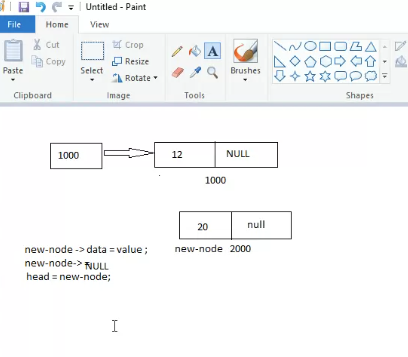 Untitled - Paint
File Home View
Paste
Cut
Copy
Clipboard
Select
Crop
Resize
Rotate
Image
A
Tools
Brushes
Shapes
1000
12 NULL
1000
20 null
new-node 2000
new-node -> data = value ;
new-node-> =
NULL
head = new-node;